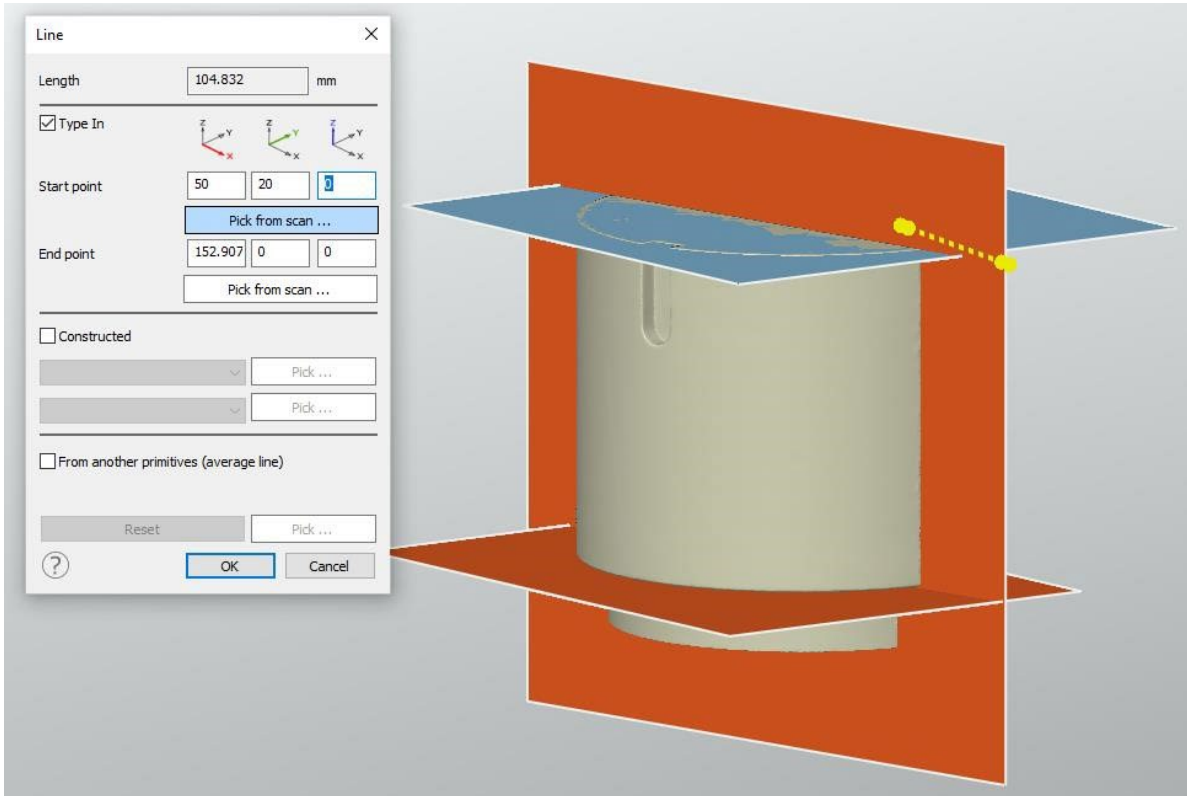 Line
Length 104.832 mm
Type In
Z Y X Z Y X Z Y X
Start point 50 20 0
Pick from scan ...
End point 152.907 0 0
Pick from scan ...
Constructed
Pick ...
Pick ...
From another primitives (average line)
Reset Pick ...
? OK Cancel